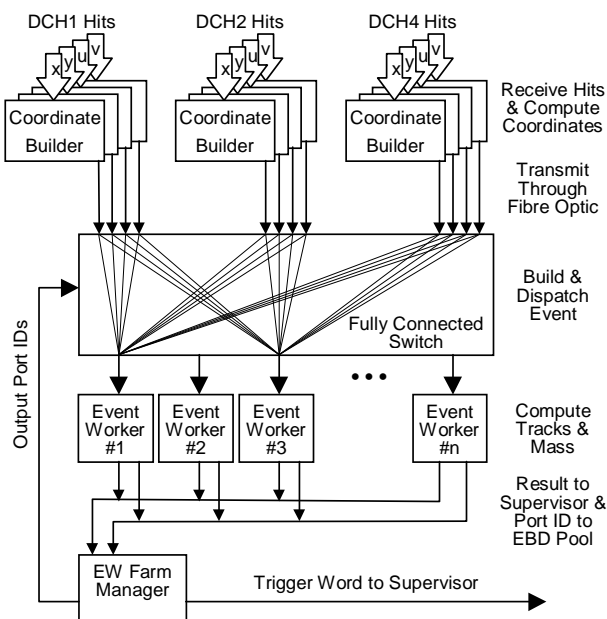 DCH1 Hits
DCH2 Hits
DCH4 Hits
x
y
u
v
x
y
u
v
x
y
u
v
Coordinate
Builder
Coordinate
Builder
Coordinate
Builder
Receive Hits
& Compute
Coordinates
Transmit
Through
Fibre Optic
Build &
Dispatch
Event
Fully Connected
Switch
Output Port IDs
Event
Worker
#1
Event
Worker
#2
Event
Worker
#3
Event
Worker
#n
Compute
Tracks &
Mass
Result to
Supervisor &
Port ID to
EBD Pool
EW Farm
Manager
Trigger Word to Supervisor